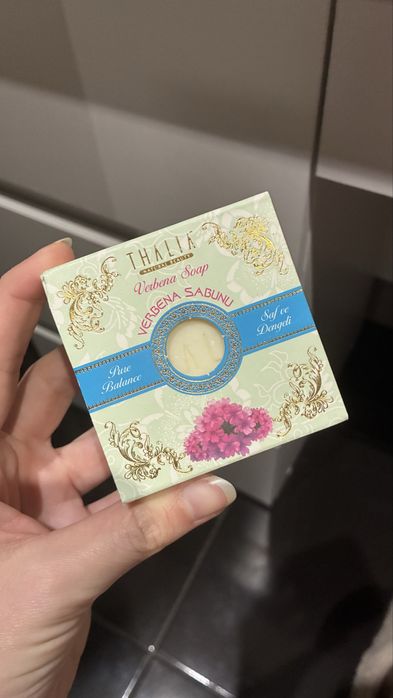 THALIA
NATURAL BEAUTY
Verbena Soap
VERBENA SABUNU
Pure
Balance
Saf ve
Dengeli